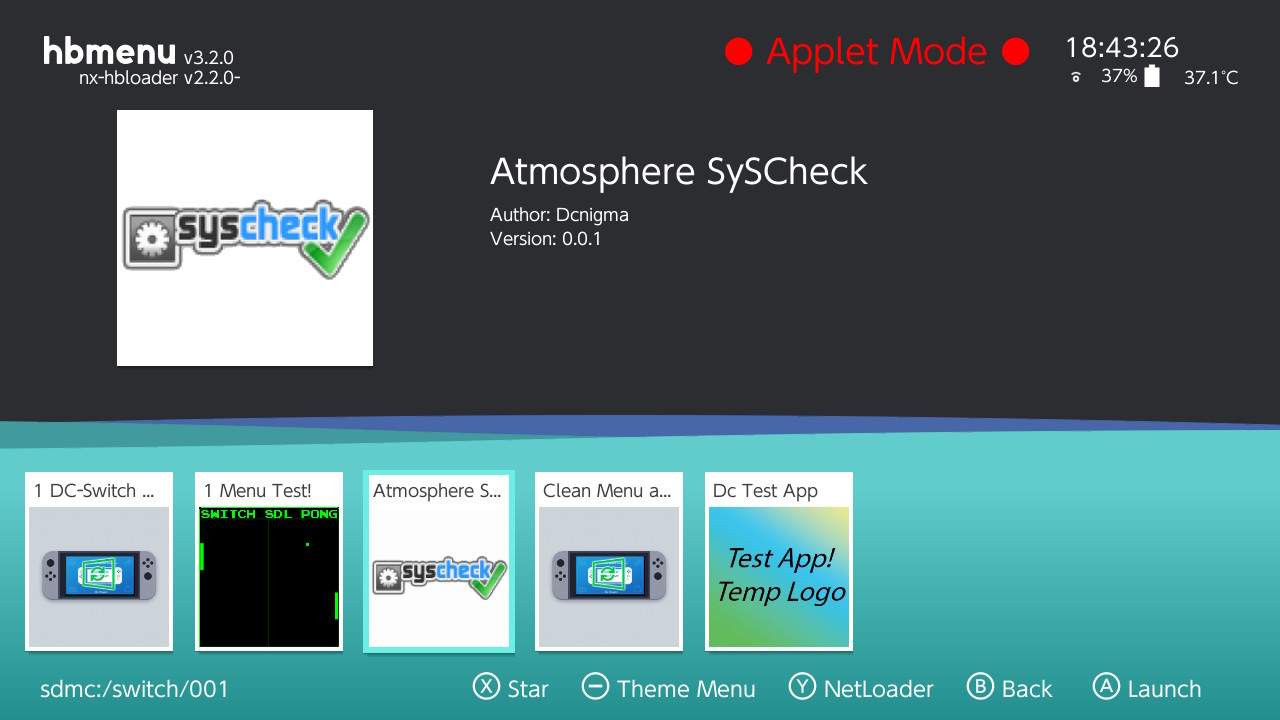 hbmenu v3.2.0
nx-hbloader v2.2.0-
Applet Mode
18:43:26
37% 37.1°C
syscheck
Atmosphere SySCheck
Author: Dcnigma
Version: 0.0.1
1 DC-Switch ...
1 Menu Test!
Atmosphere S...
Clean Menu a...
Dc Test App
SWITCH SDL PONG
syscheck
Test App!
Temp Logo
sdmc:/switch/001
X Star
Theme Menu
Y NetLoader
B Back
A Launch